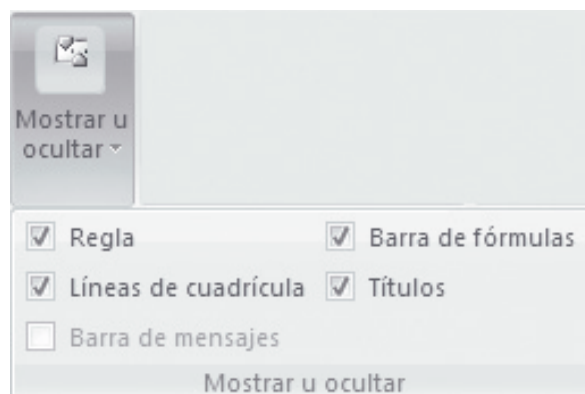 Mostrar u
ocultar
Regla
Barra de fórmulas
Líneas de cuadrícula
Títulos
Barra de mensajes
Mostrar u ocultar